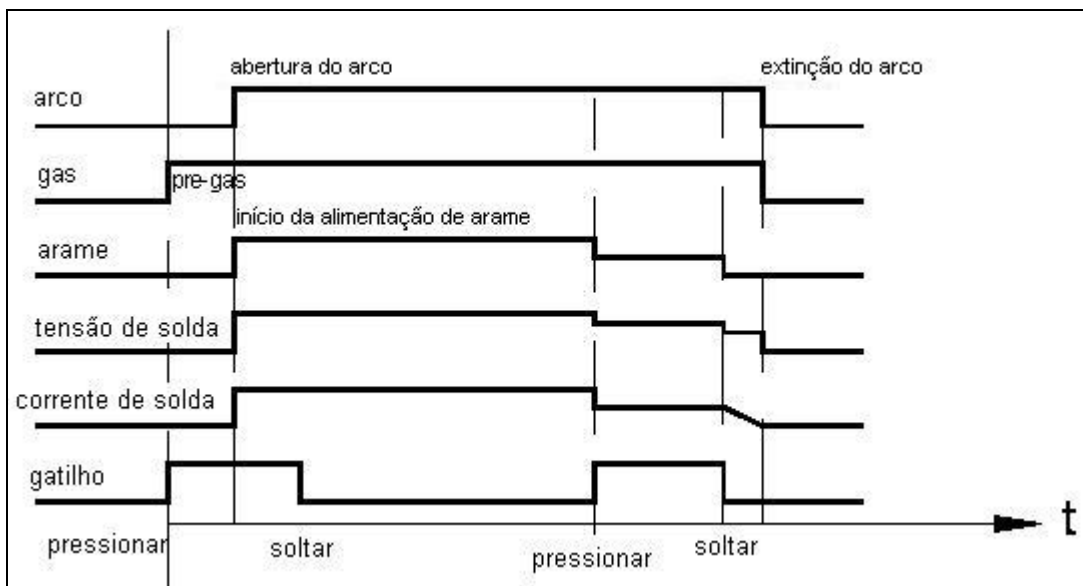 abertura do arco
extinção do arco
arco
gas
pre-gas
início da alimentação de arame
arame
tensão de solda
corrente de solda
gatilho
t
pressionar
soltar
pressionar
soltar